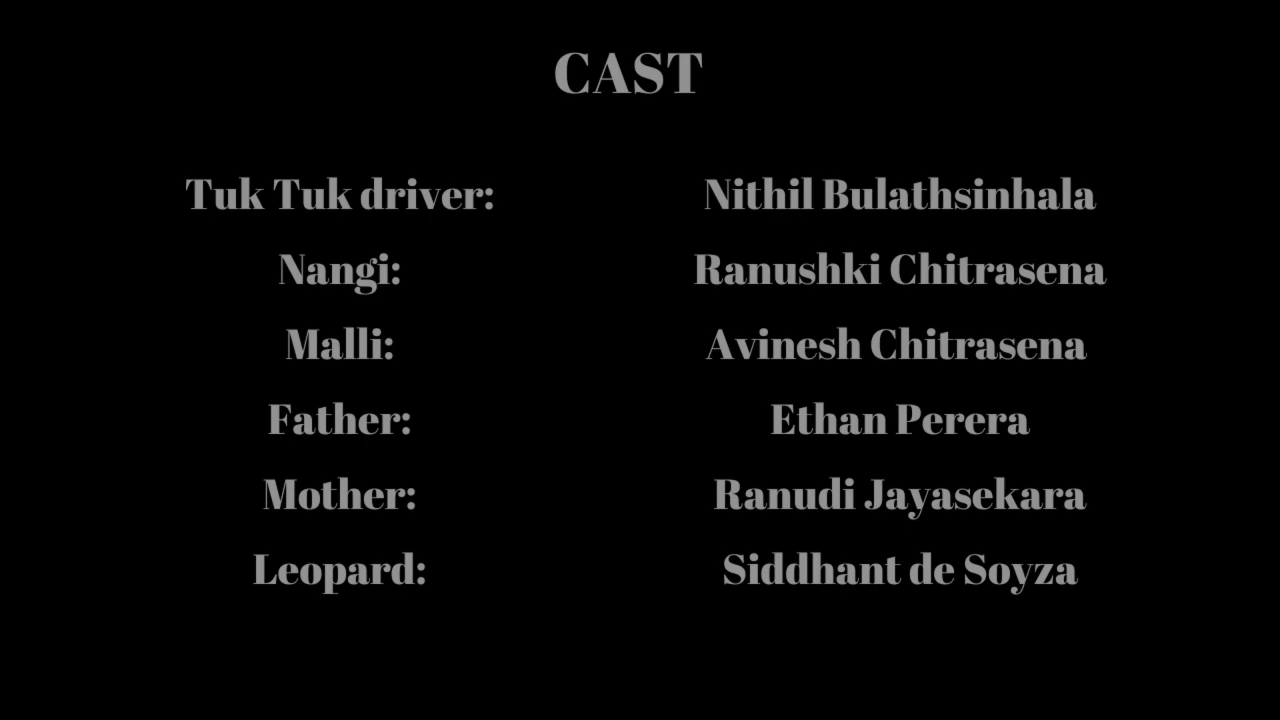 CAST
Tuk Tuk driver: Nithil Bulathsinhala
Nangi: Ranushki Chitrasena
Malli: Avinesh Chitrasena
Father: Ethan Perera
Mother: Ranudi Jayasekara
Leopard: Siddhant de Soyza